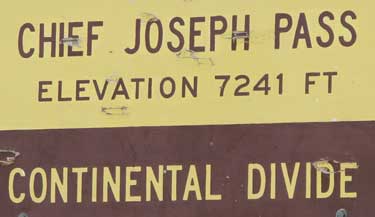 CHIEF JOSEPH PASS
ELEVATION 7241 FT
CONTINENTAL DIVIDE